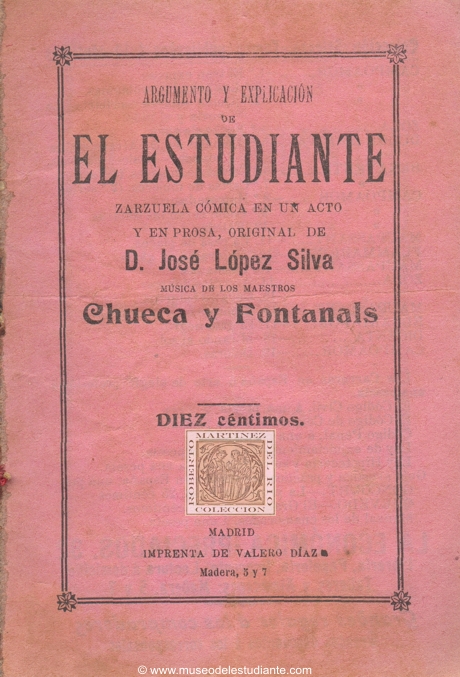 ARGUMENTO Y EXPLICACIÓN
DE
EL ESTUDIANTE
ZARZUELA CÓMICA EN UN ACTO
Y EN PROSA, ORIGINAL DE
D. José López Silva
MÚSICA DE LOS MAESTROS
Chueca y Fontanals
DIEZ céntimos.
ROBERTO
MARTINEZ
DEL RIO
COLECCION
MADRID
IMPRENTA DE VALERO DÍAZ
Madera, 5 y 7
© www.museodelestudiante.com